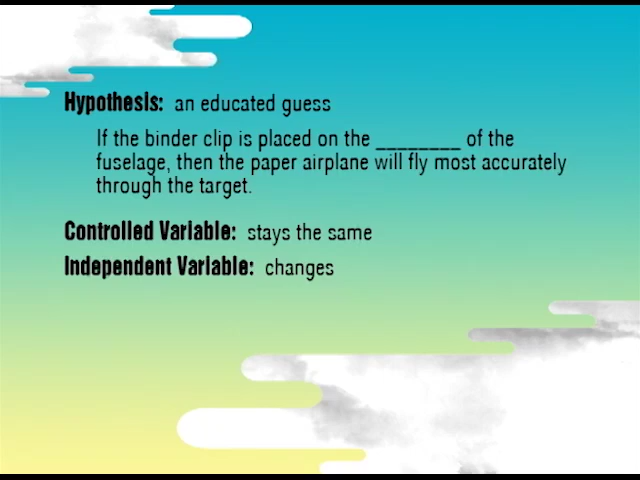 Hypothesis: an educated guess
If the binder clip is placed on the ________ of the
fuselage, then the paper airplane will fly most accurately
through the target.
Controlled Variable: stays the same
Independent Variable: changes